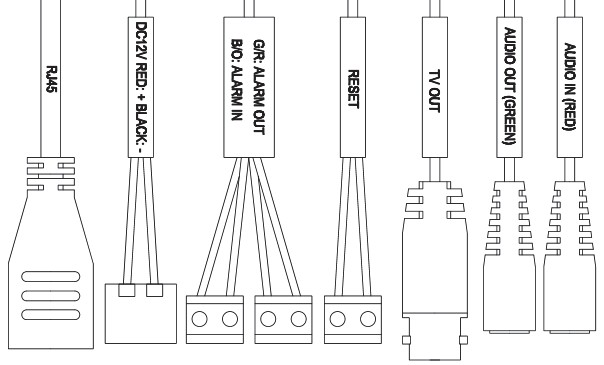 RJ45
DC12V RED: + BLACK: -
G/R: ALARM OUT
B/O: ALARM IN
RESET
TV OUT
AUDIO OUT (GREEN)
AUDIO IN (RED)